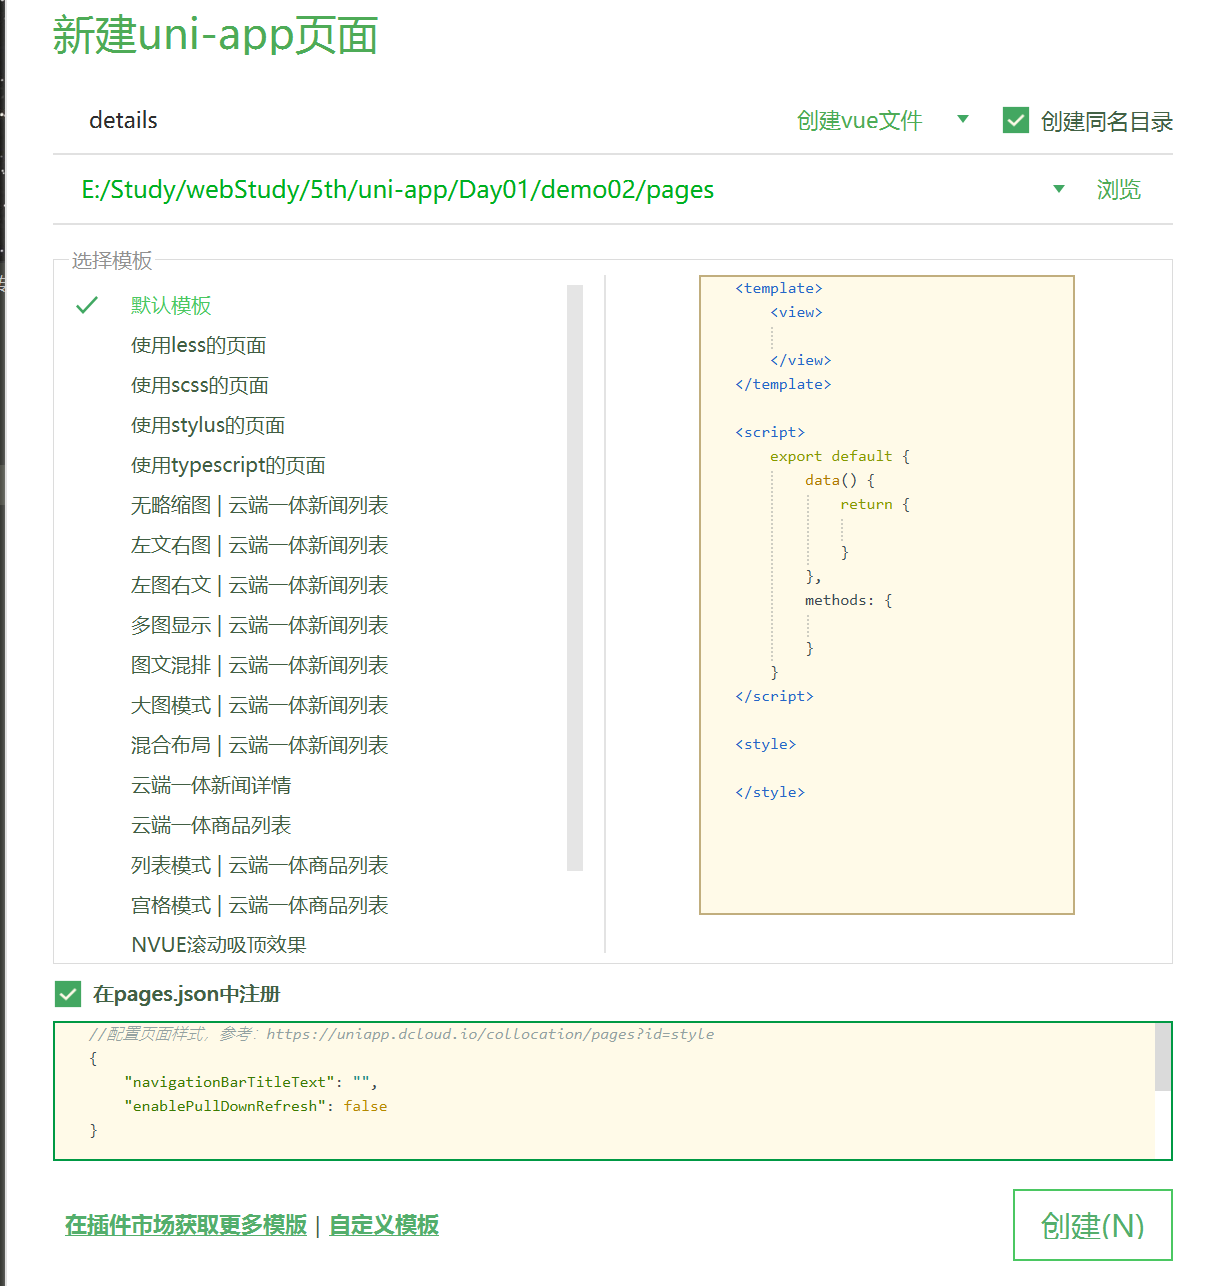 新建uni-app页面
details 创建vue文件 创建同名目录
E:/Study/webStudy/5th/uni-app/Day01/demo02/pages 浏览
选择模板
默认模板
使用less的页面
使用scss的页面
使用stylus的页面
使用typescript的页面
无略缩图 | 云端一体新闻列表
左文右图 | 云端一体新闻列表
左图右文 | 云端一体新闻列表
多图显示 | 云端一体新闻列表
图文混排 | 云端一体新闻列表
大图模式 | 云端一体新闻列表
混合布局 | 云端一体新闻列表
云端一体新闻详情
云端一体商品列表
列表模式 | 云端一体商品列表
宫格模式 | 云端一体商品列表
NVUE滚动吸顶效果
<template>
<view>
</view>
</template>
<script>
export default {
data() {
return {
}
},
methods: {
}
}
</script>
<style>
</style>
在pages.json中注册
//配置页面样式，参考：https://uniapp.dcloud.io/collocation/pages?id=style
{
"navigationBarTitleText": "",
"enablePullDownRefresh": false
}
在插件市场获取更多模版 | 自定义模板
创建(N)